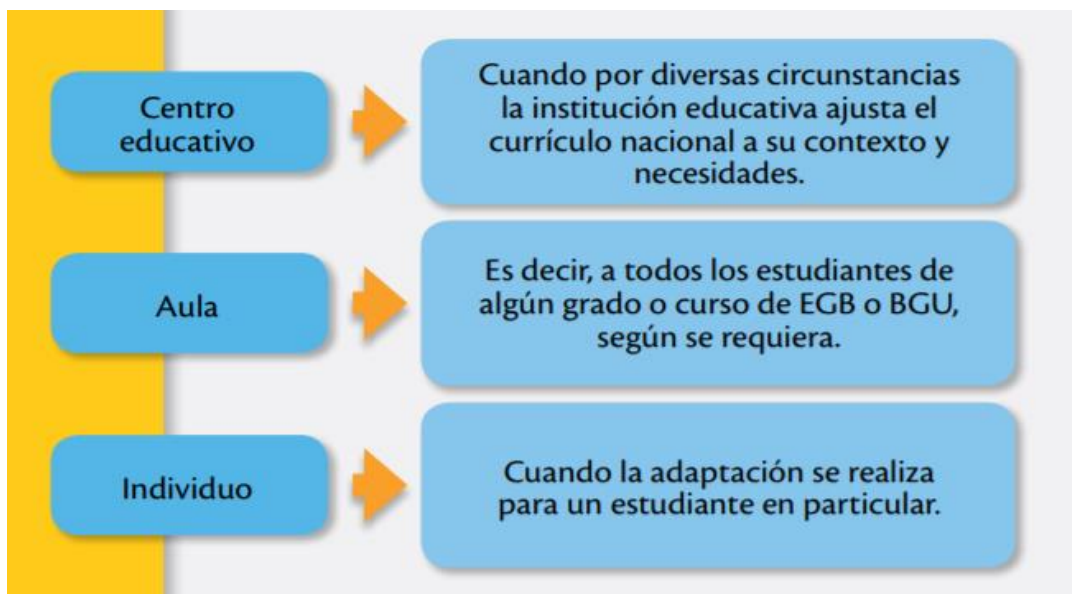 Centro
educativo
Cuando por diversas circunstancias
la institución educativa ajusta el
currículo nacional a su contexto y
necesidades.
Aula
Es decir, a todos los estudiantes de
algún grado o curso de EGB o BGU,
según se requiera.
Individuo
Cuando la adaptación se realiza
para un estudiante en particular.